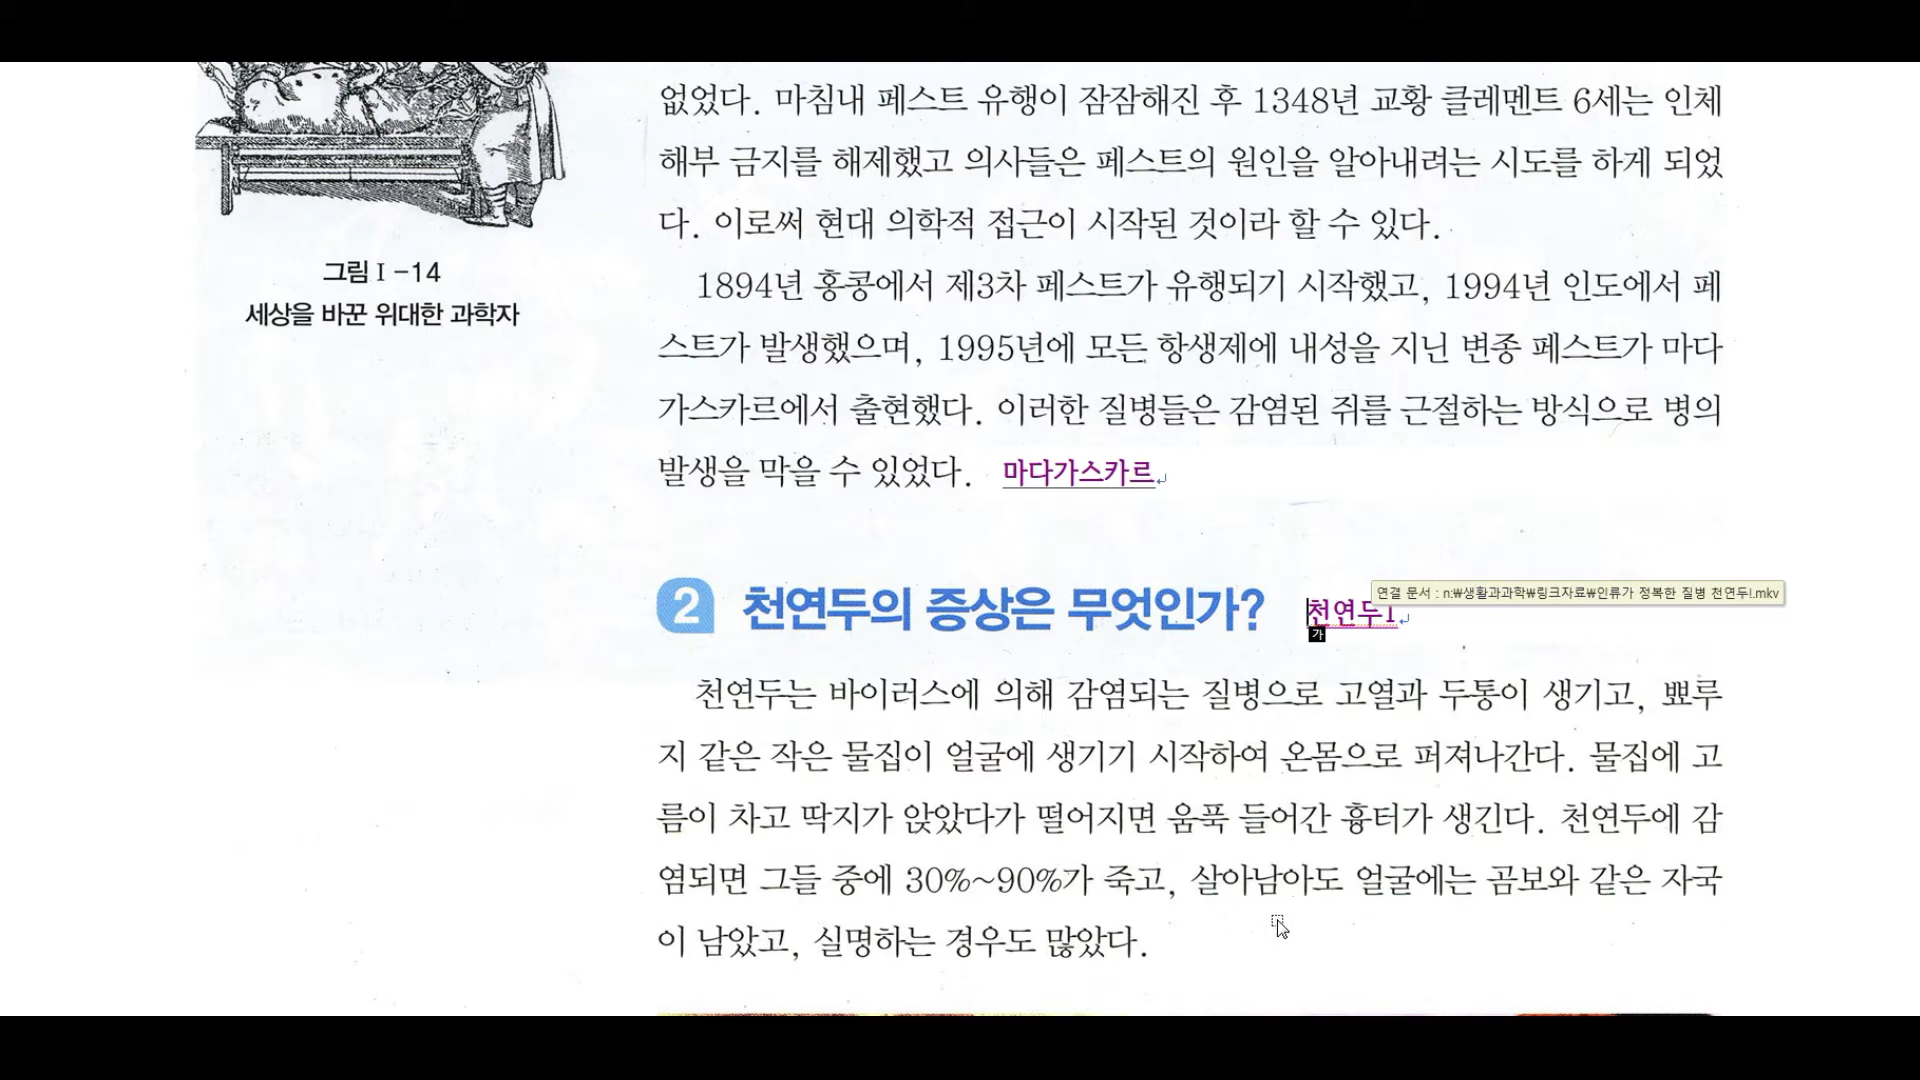 없었다. 마침내 페스트 유행이 잠잠해진 후 1348년 교황 클레멘트 6세는 인체
해부 금지를 해제했고 의사들은 페스트의 원인을 알아내려는 시도를 하게 되었
다. 이로써 현대 의학적 접근이 시작된 것이라 할 수 있다.
그림 Ⅰ-14
세상을 바꾼 위대한 과학자
1894년 홍콩에서 제3차 페스트가 유행되기 시작했고, 1994년 인도에서 페
스트가 발생했으며, 1995년에 모든 항생제에 내성을 지닌 변종 페스트가 마다
가스카르에서 출현했다. 이러한 질병들은 감염된 쥐를 근절하는 방식으로 병의
발생을 막을 수 있었다. 마다가스카르
2 천연두의 증상은 무엇인가? 천연두1
연결 문서 : n:₩생활과과학₩링크자료₩인류가 정복한 질병 천연두!.mkv
가
천연두는 바이러스에 의해 감염되는 질병으로 고열과 두통이 생기고, 뾰루
지 같은 작은 물집이 얼굴에 생기기 시작하여 온몸으로 퍼져나간다. 물집에 고
름이 차고 딱지가 앉았다가 떨어지면 움푹 들어간 흉터가 생긴다. 천연두에 감
염되면 그들 중에 30%~90%가 죽고, 살아남아도 얼굴에는 곰보와 같은 자국
이 남았고, 실명하는 경우도 많았다.